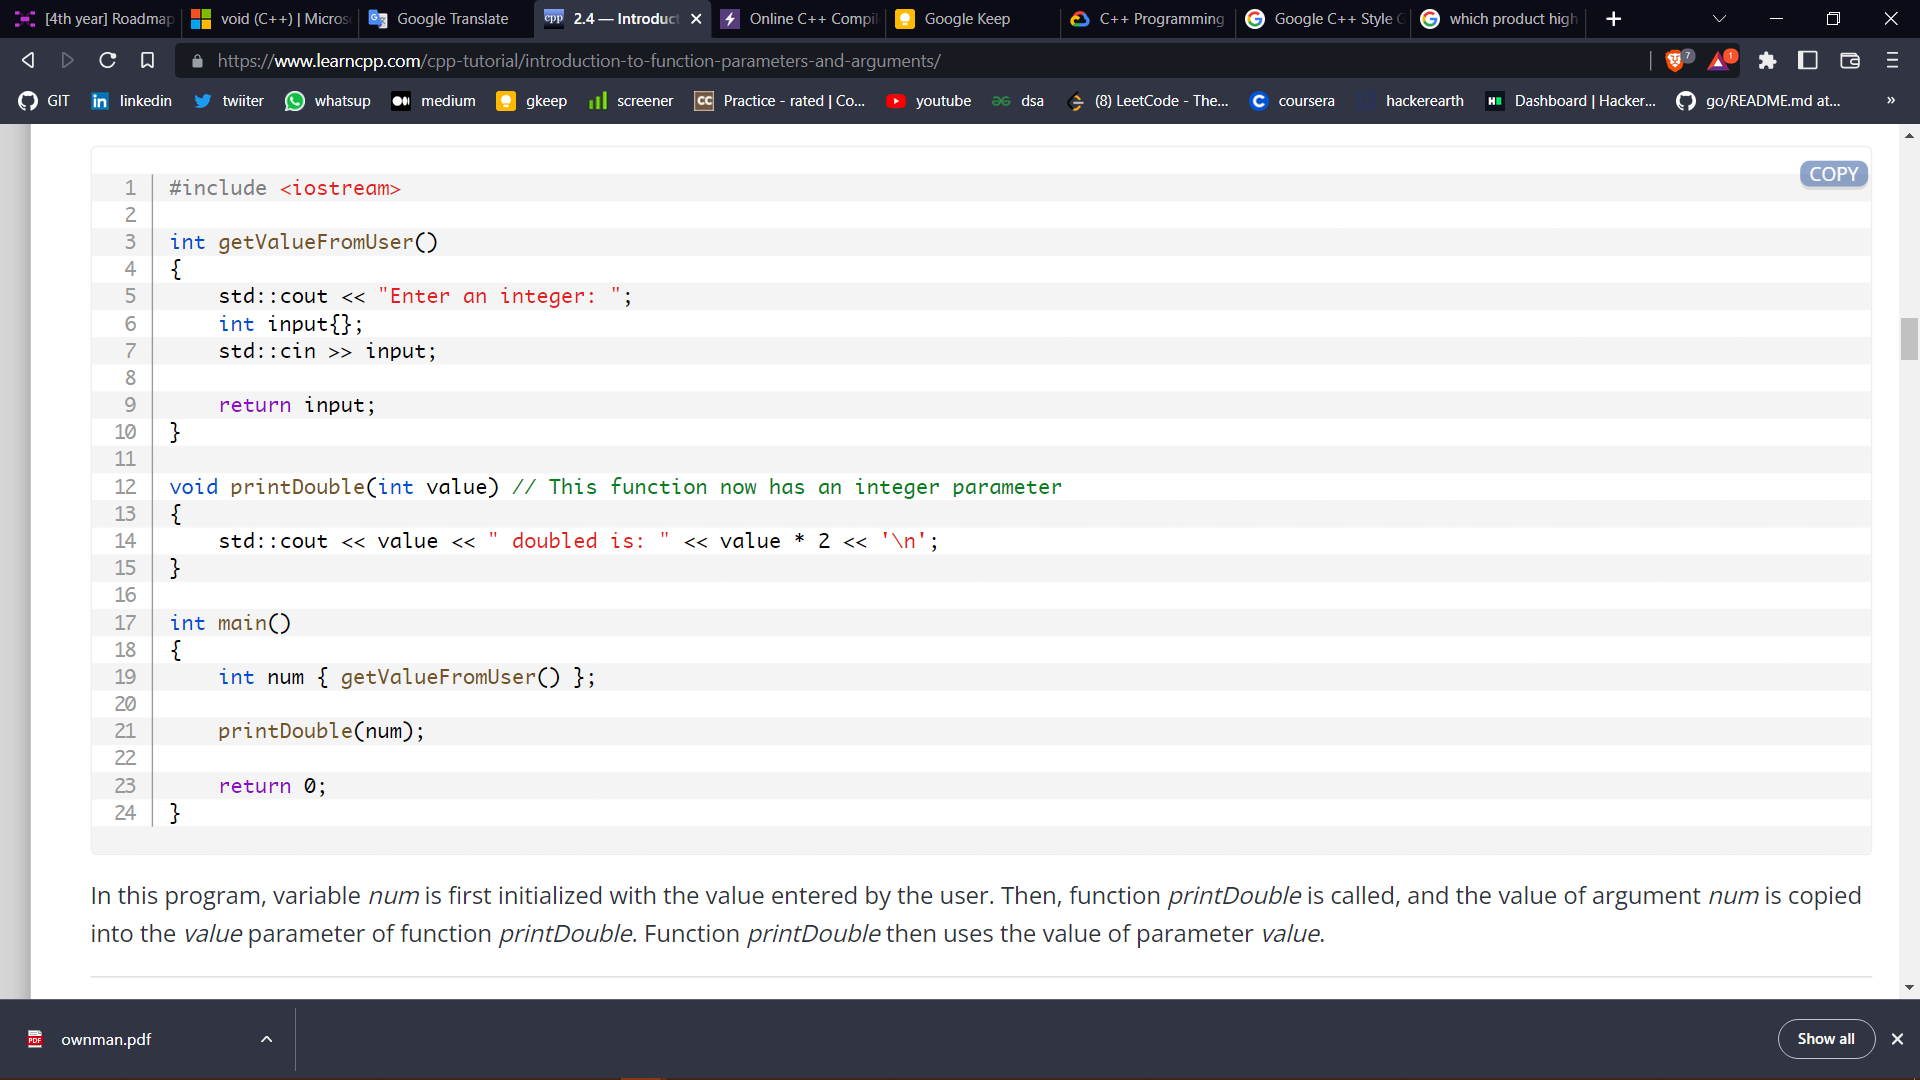 [4th year] Roadmap
void (C++) | Micros
Google Translate
cpp 2.4 — Introduct
Online C++ Compil
Google Keep
C++ Programming
Google C++ Style G
which product high
https://www.learncpp.com/cpp-tutorial/introduction-to-function-parameters-and-arguments/
7
1
GIT
linkedin
twiiter
whatsup
medium
gkeep
screener
CC Practice - rated | Co...
youtube
dsa
(8) LeetCode - The...
coursera
hackerearth
Dashboard | Hacker...
go/README.md at...
»
COPY
1 #include <iostream>
2
3 int getValueFromUser()
4 {
5 std::cout << "Enter an integer: ";
6 int input{};
7 std::cin >> input;
8
9 return input;
10 }
11
12 void printDouble(int value) // This function now has an integer parameter
13 {
14 std::cout << value << " doubled is: " << value * 2 << '\n';
15 }
16
17 int main()
18 {
19 int num { getValueFromUser() };
20
21 printDouble(num);
22
23 return 0;
24 }
In this program, variable num is first initialized with the value entered by the user. Then, function printDouble is called, and the value of argument num is copied
into the value parameter of function printDouble. Function printDouble then uses the value of parameter value.
PDF ownman.pdf
Show all